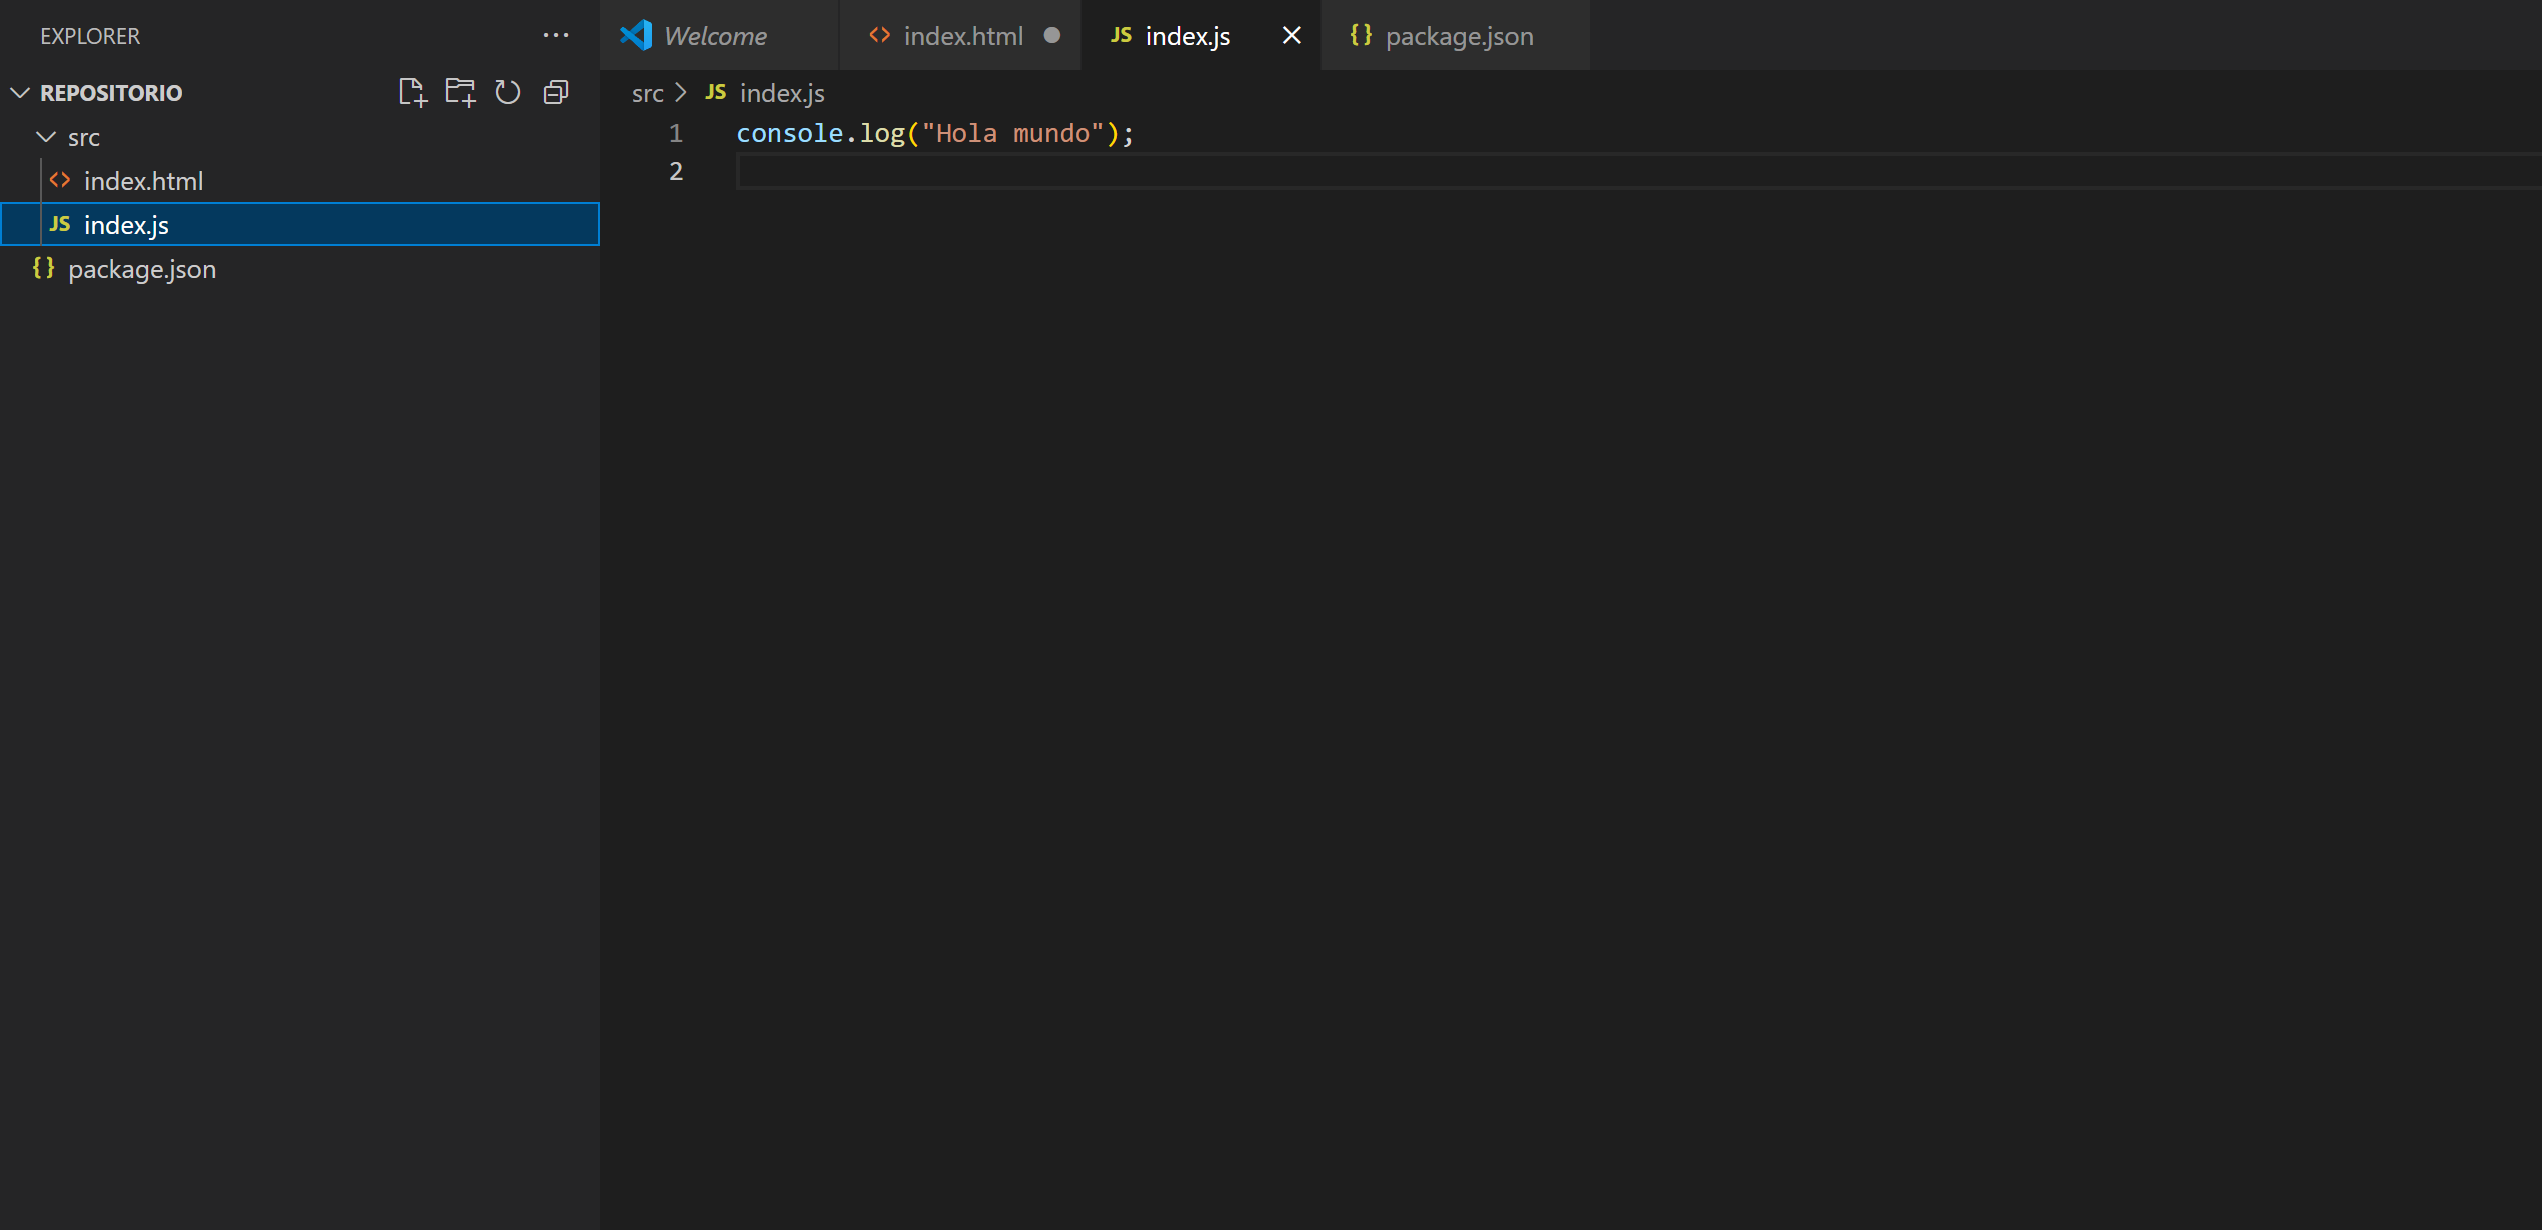 EXPLORER
REPOSITORIO
src
index.html
JS index.js
{} package.json
Welcome
index.html
JS index.js
{} package.json
src > JS index.js
1 console.log("Hola mundo");
2